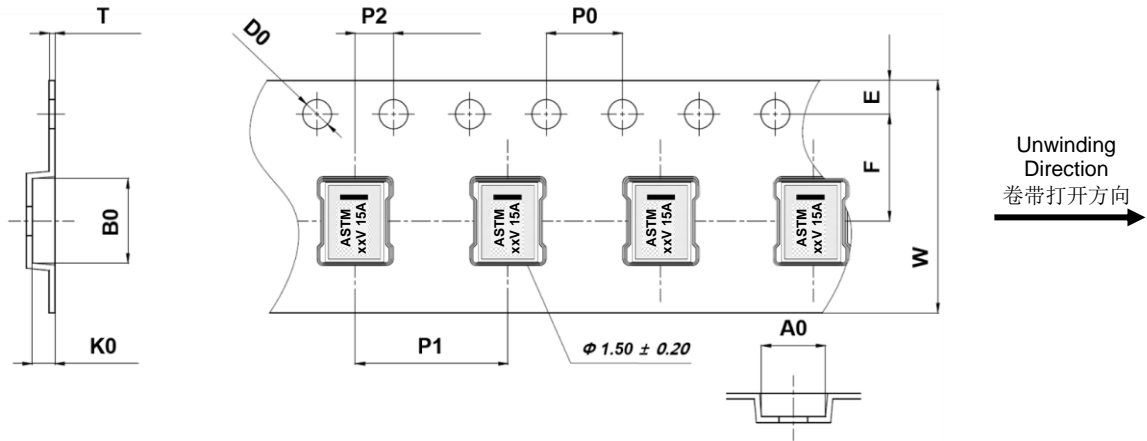 T
P2
P0
D0
E
F
W
B0
K0
ASTM
xxV 15A
ASTM
xxV 15A
ASTM
xxV 15A
ASTM
xxV 15A
P1
Φ 1.50 ± 0.20
A0
Unwinding
Direction
卷带打开方向